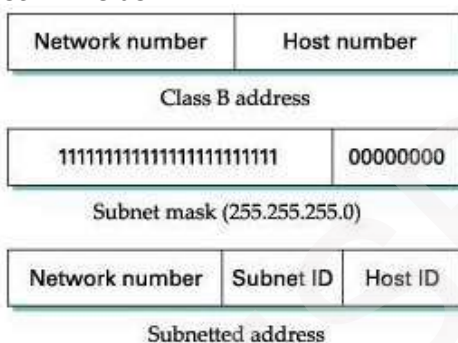 Network number Host number
Class B address
111111111111111111111111 00000000
Subnet mask (255.255.255.0)
Network number Subnet ID Host ID
Subnetted address